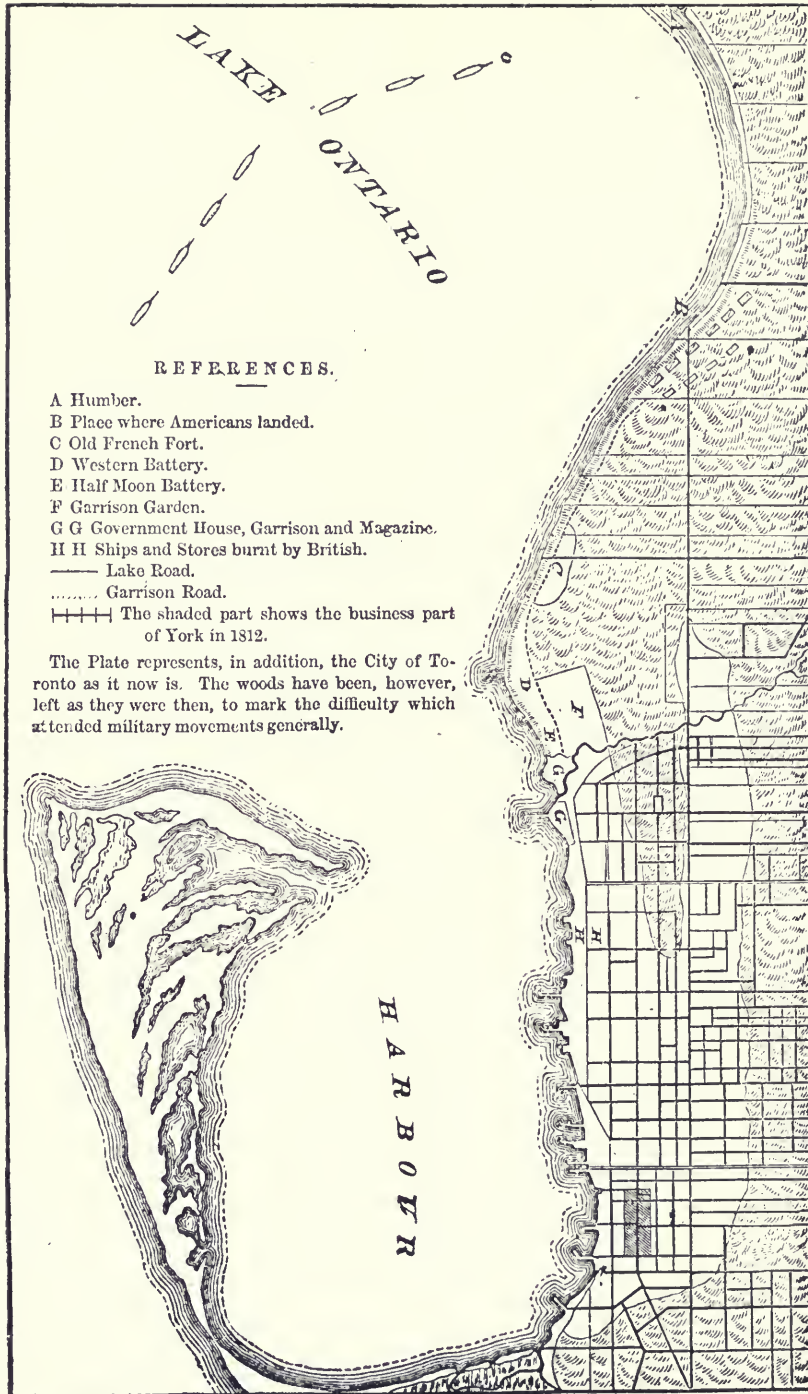 LAKE
ONTARIO
REFERENCES.
A Humber.
B Place where Americans landed.
C Old French Fort.
D Western Battery.
E Half Moon Battery.
F Garrison Garden.
G G Government House, Garrison and Magazine.
H H Ships and Stores burnt by British.
Lake Road.
Garrison Road.
The shaded part shows the business part
of York in 1812.
The Plate represents, in addition, the City of To-
ronto as it now is. The woods have been, however,
left as they were then, to mark the difficulty which
attended military movements generally.
B
C
D
F
E
G
G
H
H
HARBOUR